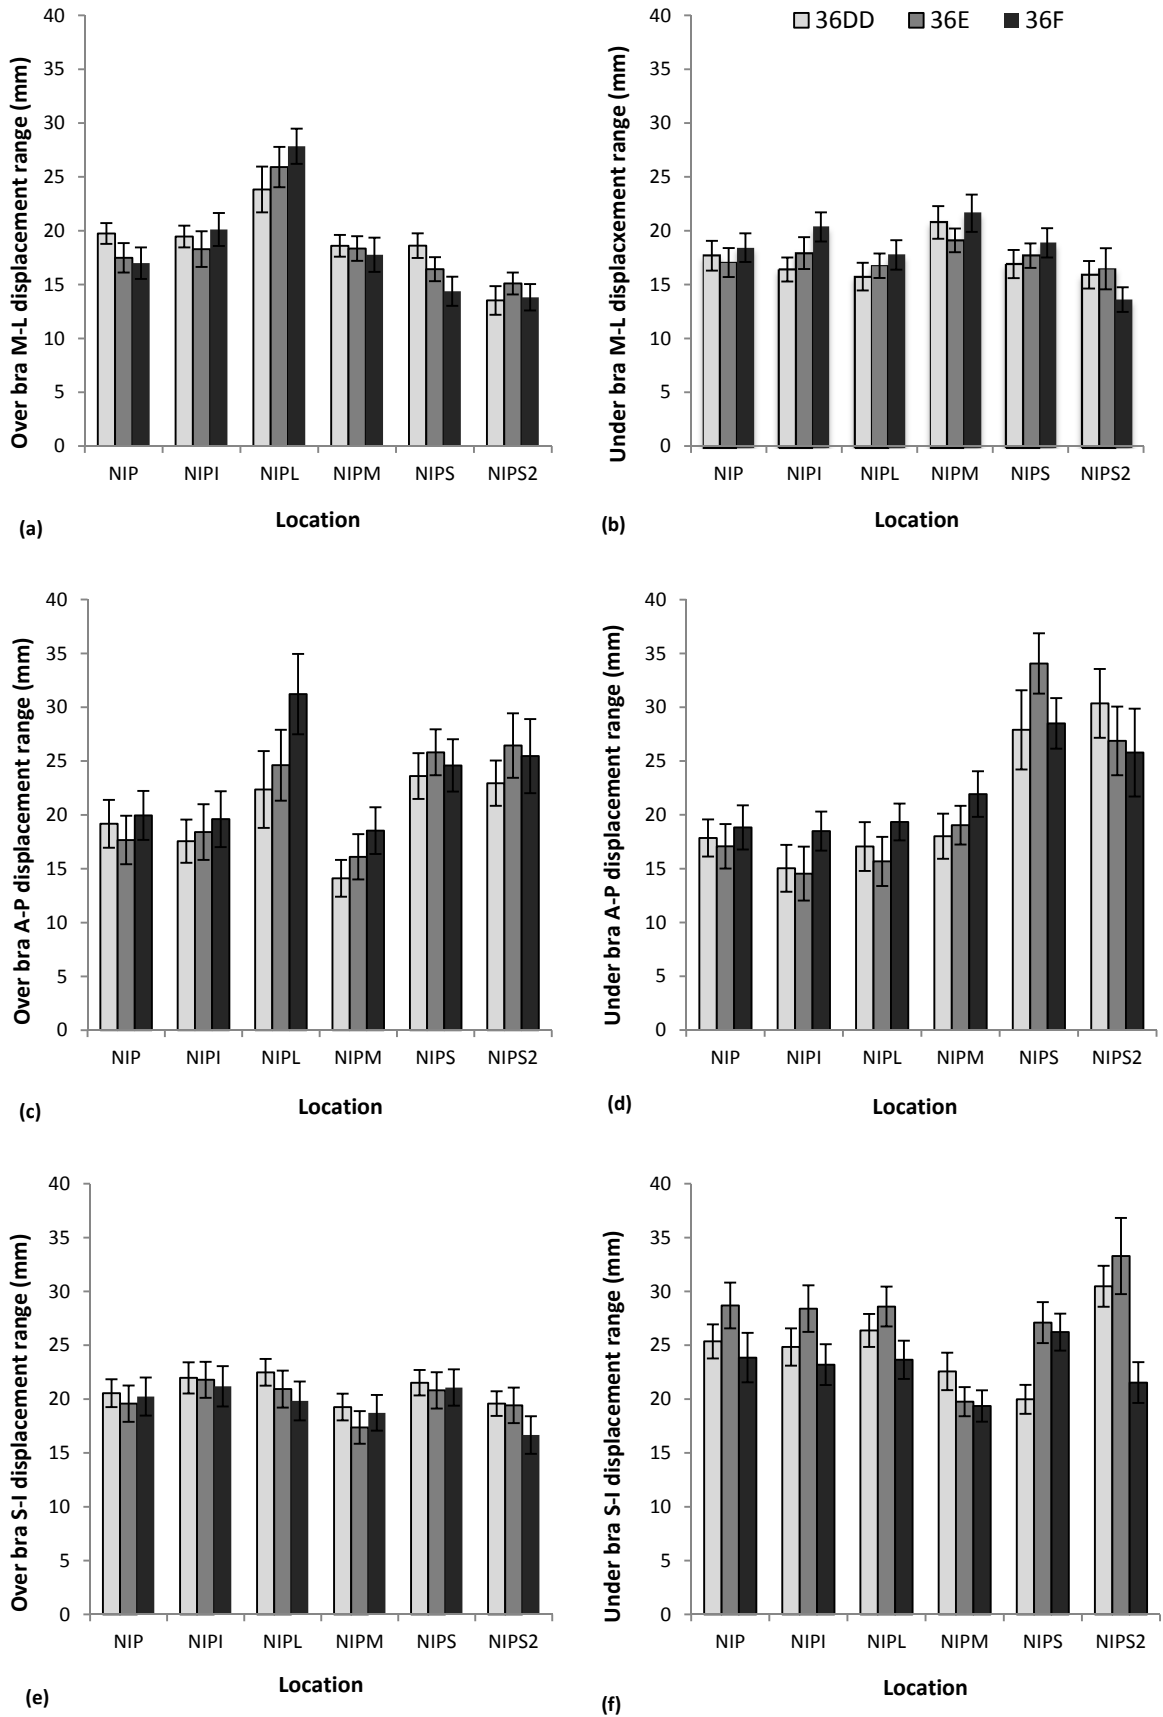 40
35
30
25
20
15
10
5
0
Over bra M-L displacement range (mm)
NIP NIPI NIPL NIPM NIPS NIPS2
Location
(a)
36DD 36E 36F
40
35
30
25
20
15
10
5
0
Under bra M-L displacxement range (mm)
NIP NIPI NIPL NIPM NIPS NIPS2
Location
(b)
40
35
30
25
20
15
10
5
0
Over bra A-P displacement range (mm)
NIP NIPI NIPL NIPM NIPS NIPS2
Location
(c)
40
35
30
25
20
15
10
5
0
Under bra A-P displacement range (mm)
NIP NIPI NIPL NIPM NIPS NIPS2
Location
(d)
40
35
30
25
20
15
10
5
0
Over bra S-I displacement range (mm)
NIP NIPI NIPL NIPM NIPS NIPS2
Location
(e)
40
35
30
25
20
15
10
5
0
Under bra S-I displacement range (mm)
NIP NIPI NIPL NIPM NIPS NIPS2
Location
(f)